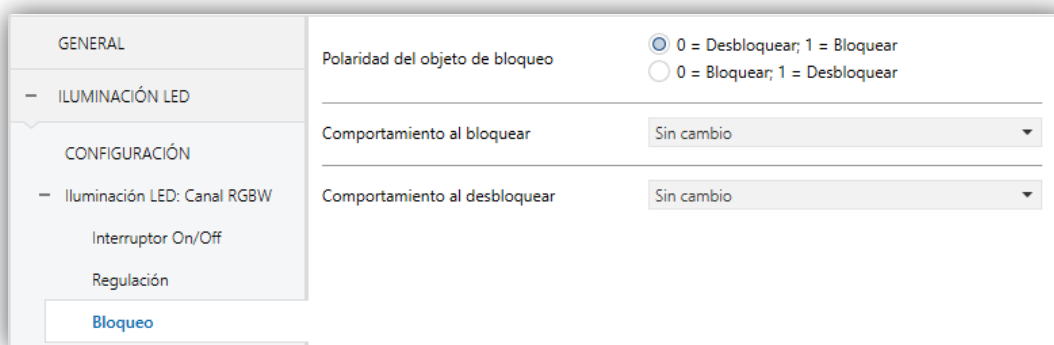 GENERAL
− ILUMINACIÓN LED
CONFIGURACIÓN
− Iluminación LED: Canal RGBW
Interruptor On/Off
Regulación
Bloqueo
Polaridad del objeto de bloqueo
0 = Desbloquear; 1 = Bloquear
0 = Bloquear; 1 = Desbloquear
Comportamiento al bloquear
Sin cambio
Comportamiento al desbloquear
Sin cambio